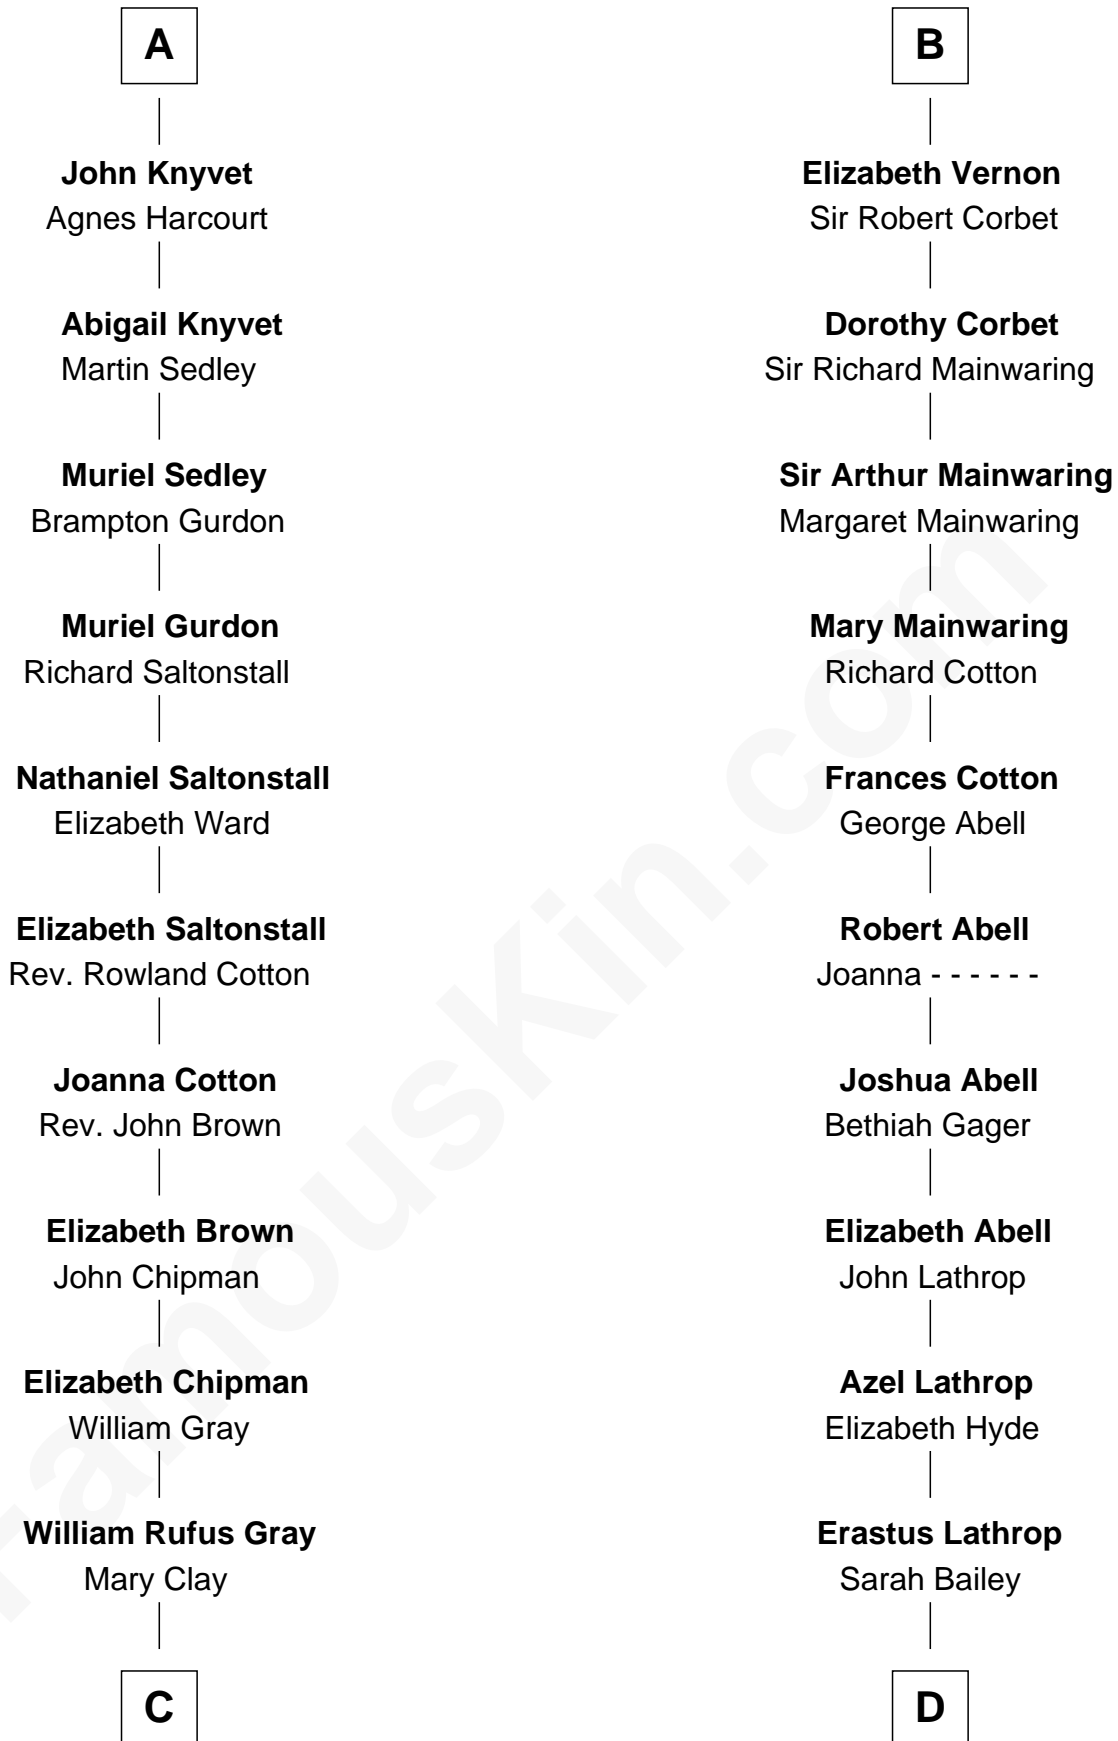 A
John Knyvet
Agnes Harcourt
Abigail Knyvet
Martin Sedley
Muriel Sedley
Brampton Gurdon
Muriel Gurdon
Richard Saltonstall
Nathaniel Saltonstall
Elizabeth Ward
Elizabeth Saltonstall
Rev. Rowland Cotton
Joanna Cotton
Rev. John Brown
Elizabeth Brown
John Chipman
Elizabeth Chipman
William Gray
William Rufus Gray
Mary Clay
C
B
Elizabeth Vernon
Sir Robert Corbet
Dorothy Corbet
Sir Richard Mainwaring
Sir Arthur Mainwaring
Margaret Mainwaring
Mary Mainwaring
Richard Cotton
Frances Cotton
George Abell
Robert Abell
Joanna - - - - - -
Joshua Abell
Bethiah Gager
Elizabeth Abell
John Lathrop
Azel Lathrop
Elizabeth Hyde
Erastus Lathrop
Sarah Bailey
D
FamousKin.com